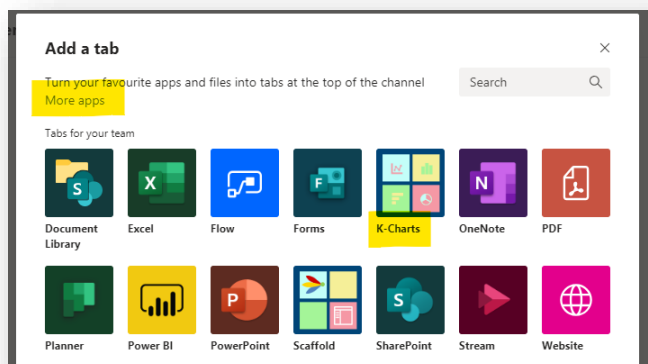 Add a tab
Turn your favourite apps and files into tabs at the top of the channel
Search
More apps
Tabs for your team
S
X
F
N
Document Library
Excel
Flow
Forms
K-Charts
OneNote
PDF
P
S
Planner
Power BI
PowerPoint
Scaffold
SharePoint
Stream
Website